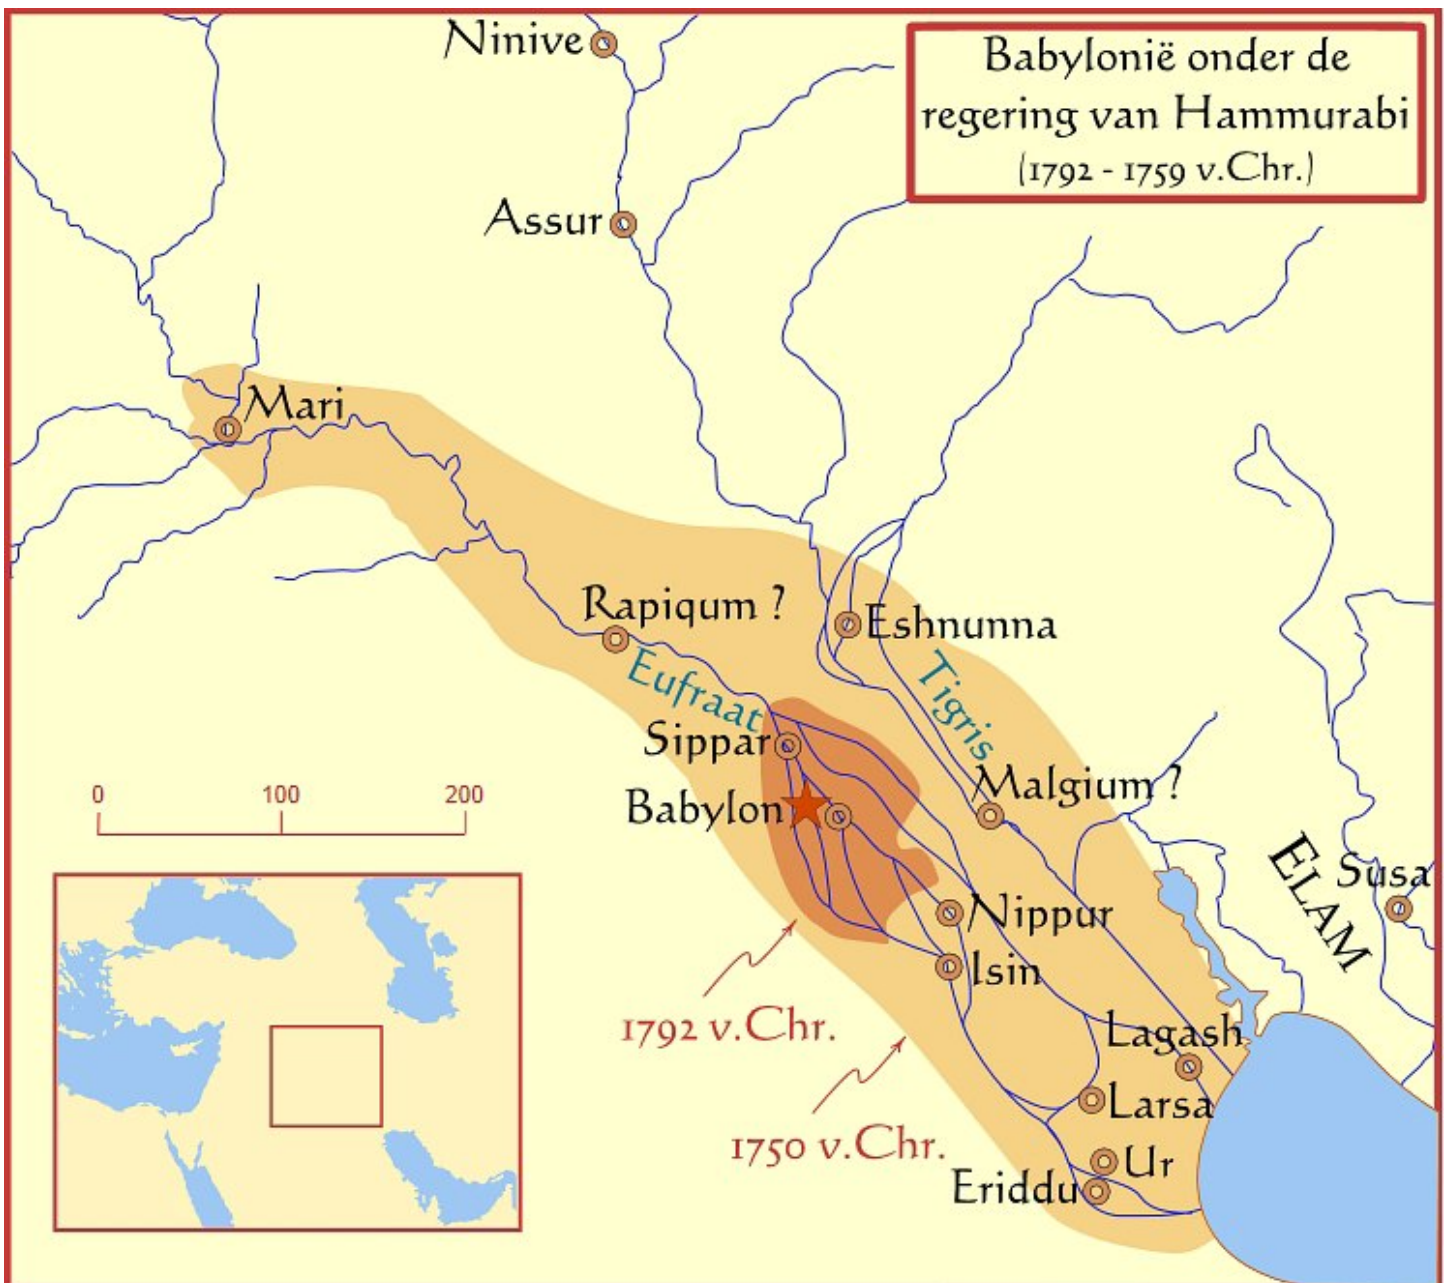 Ninive
Babylonië onder de
regering van Hammurabi
(1792 - 1759 v.Chr.)
Assur
Mari
Rapiqum ?
Eshnunna
Eufraat
Tigris
Sippar
Malgium ?
0 100 200
Babylon
ELAM
Susa
Nippur
Isin
1792 v.Chr.
Lagash
Larsa
1750 v.Chr.
Ur
Eriddu